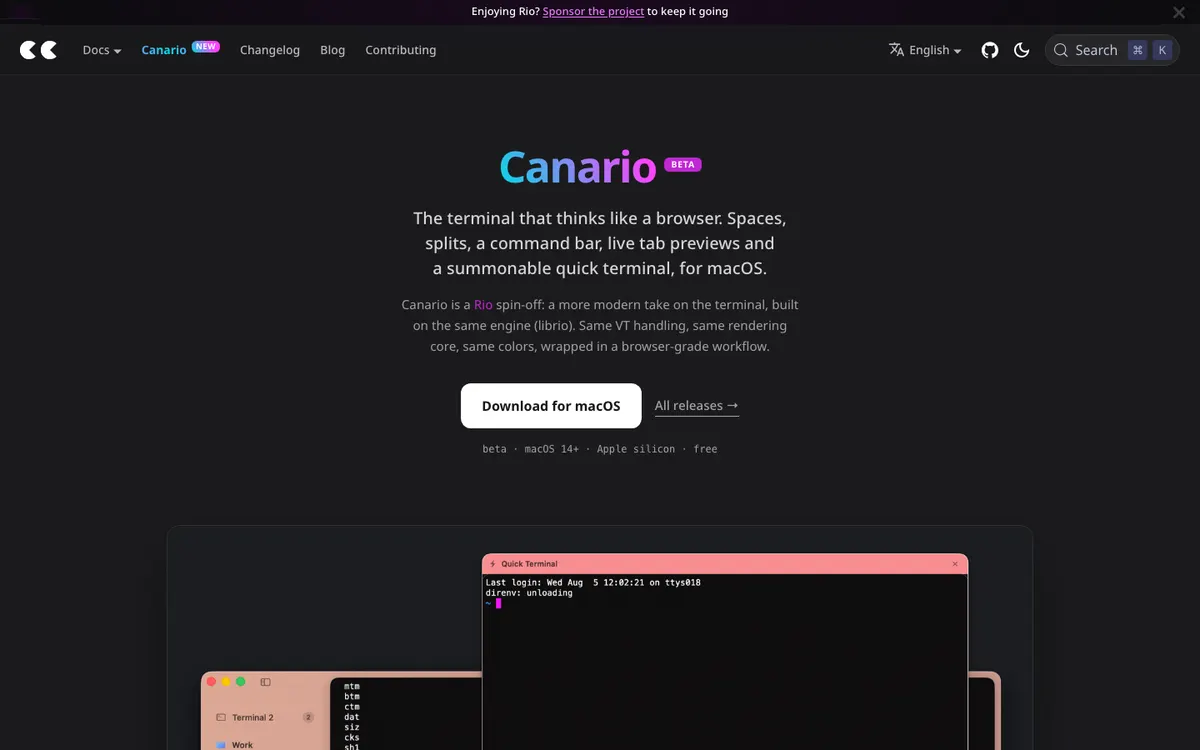 Enjoying Rio? Sponsor the project to keep it going
Docs
Canario NEW
Changelog
Blog
Contributing
English
Search ⌘ K
Canario BETA
The terminal that thinks like a browser. Spaces,
splits, a command bar, live tab previews and
a summonable quick terminal, for macOS.
Canario is a Rio spin-off: a more modern take on the terminal, built
on the same engine (librio). Same VT handling, same rendering
core, same colors, wrapped in a browser-grade workflow.
Download for macOS
All releases →
beta · macOS 14+ · Apple silicon · free
Quick Terminal
Last login: Wed Aug  5 12:02:21 on ttys018
direnv: unloading
~
Terminal 2 2
Work
mtm
btm
ctm
dat
siz
cks
sh1